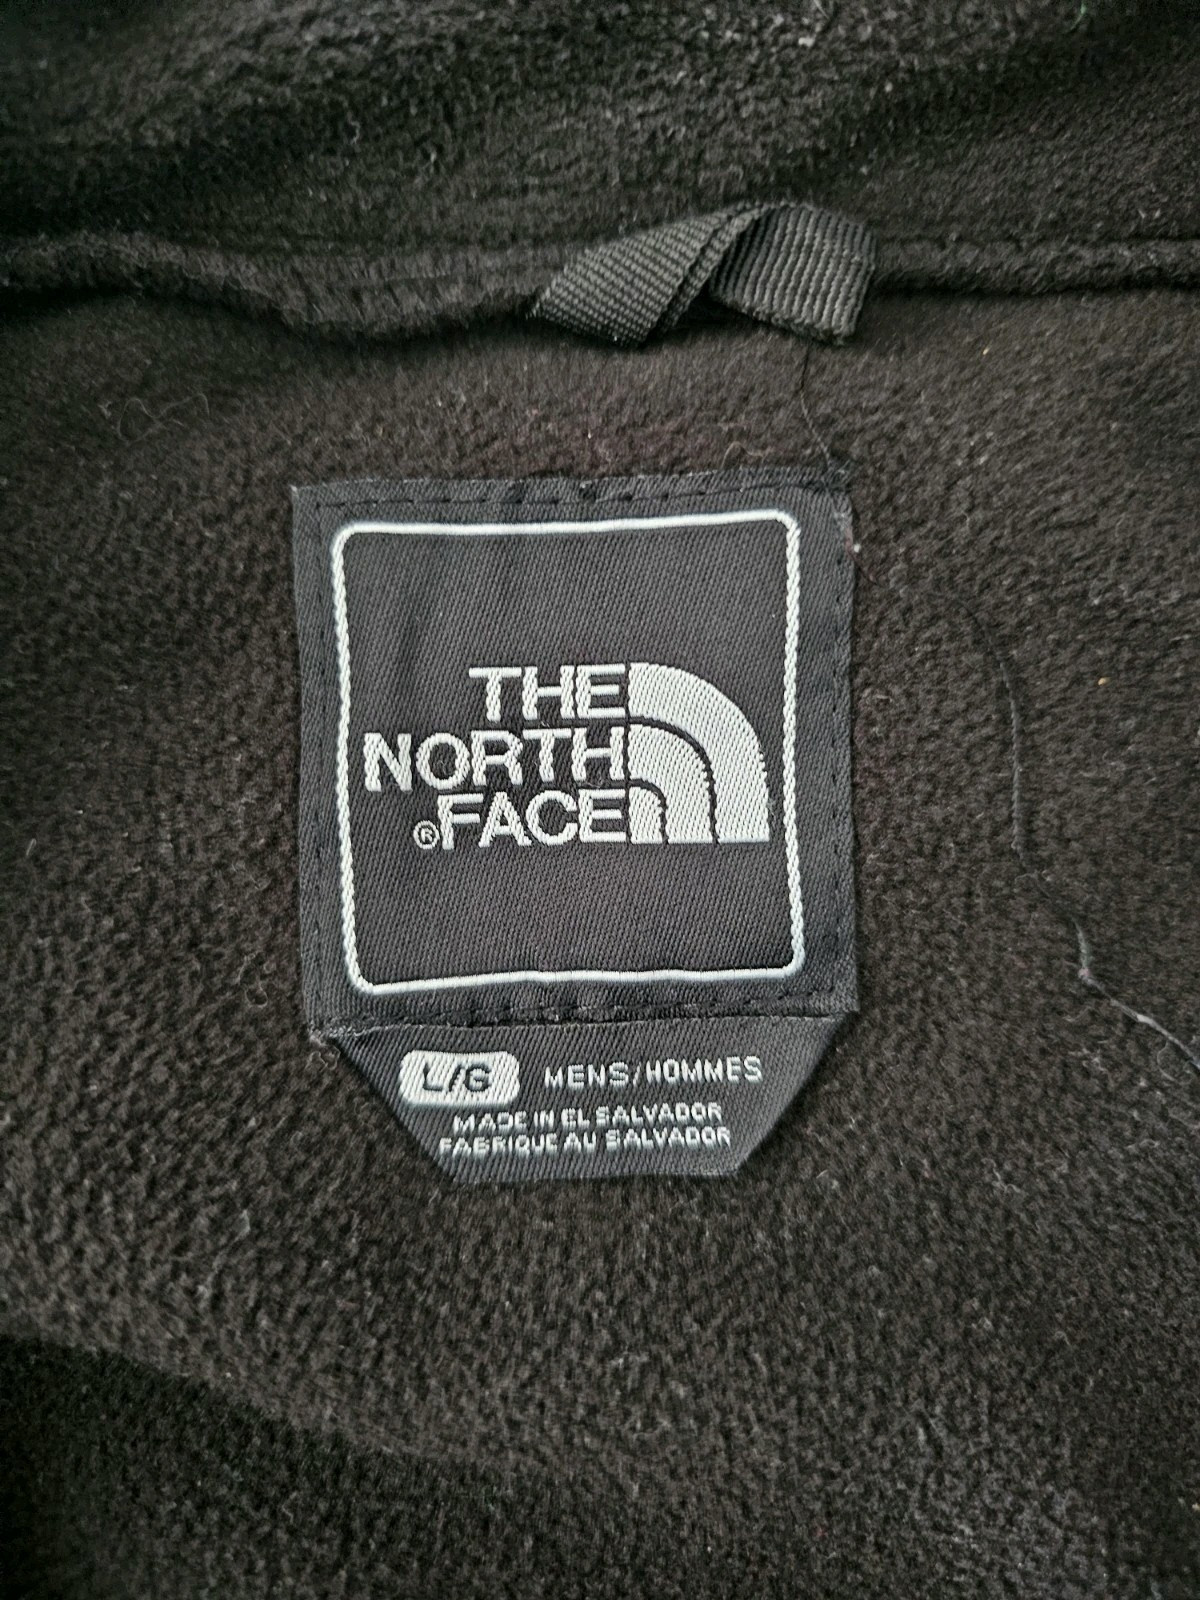 THE
NORTH
®FACE
L/G MENS/HOMMES
MADE IN EL SALVADOR
FABRIQUE AU SALVADOR